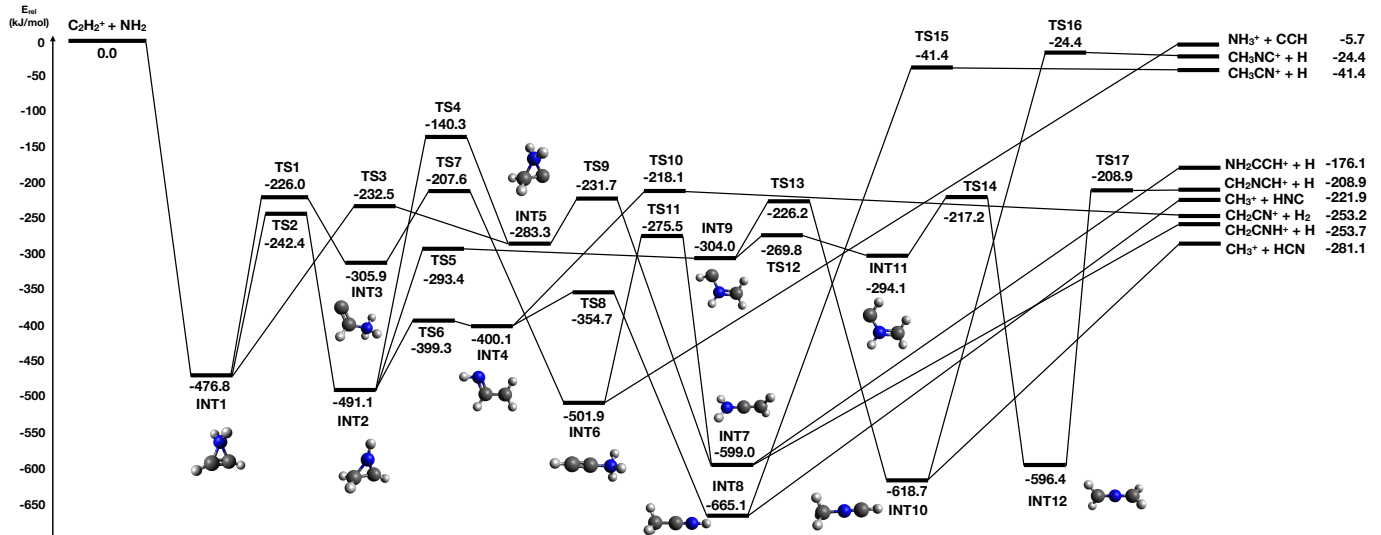 E_rel
(kJ/mol)
0
-50
-100
-150
-200
-250
-300
-350
-400
-450
-500
-550
-600
-650
C₂H₂⁺ + NH₂
0.0
-476.8
INT1
TS1
-226.0
TS2
-242.4
-305.9
INT3
-491.1
INT2
TS3
-232.5
TS4
-140.3
TS7
-207.6
TS5
-293.4
TS6
-399.3
-400.1
INT4
INT5
-283.3
TS9
-231.7
TS8
-354.7
-501.9
INT6
TS10
-218.1
TS11
-275.5
INT7
-599.0
INT8
-665.1
INT9
-304.0
TS13
-226.2
-269.8
TS12
INT11
-294.1
TS15
-41.4
-618.7
INT10
TS14
-217.2
TS16
-24.4
-596.4
INT12
TS17
-208.9
NH₃⁺ + CCH -5.7
CH₃NC⁺ + H -24.4
CH₃CN⁺ + H -41.4
NH₂CCH⁺ + H -176.1
CH₂NCH⁺ + H -208.9
CH₃⁺ + HNC -221.9
CH₂CN⁺ + H₂ -253.2
CH₂CNH⁺ + H -253.7
CH₃⁺ + HCN -281.1